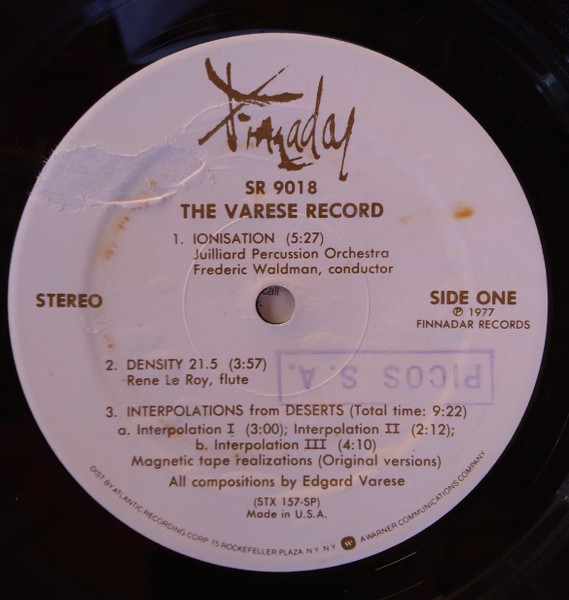 Finnadar
SR 9018
THE VARESE RECORD
1. IONISATION (5:27)
Juilliard Percussion Orchestra
Frederic Waldman, conductor
call
STEREO
SIDE ONE
℗ 1977
FINNADAR RECORDS
2. DENSITY 21.5 (3:57)
Rene Le Roy, flute
PICOS S.A.
3. INTERPOLATIONS from DESERTS (Total time: 9:22)
a. Interpolation I (3:00); Interpolation II (2:12);
b. Interpolation III (4:10)
Magnetic tape realizations (Original versions)
All compositions by Edgard Varese
(STX 157-SP)
Made in U.S.A.
DIST BY ATLANTIC RECORDING CORP. 75 ROCKEFELLER PLAZA N.Y. N.Y. W A WARNER COMMUNICATIONS COMPANY